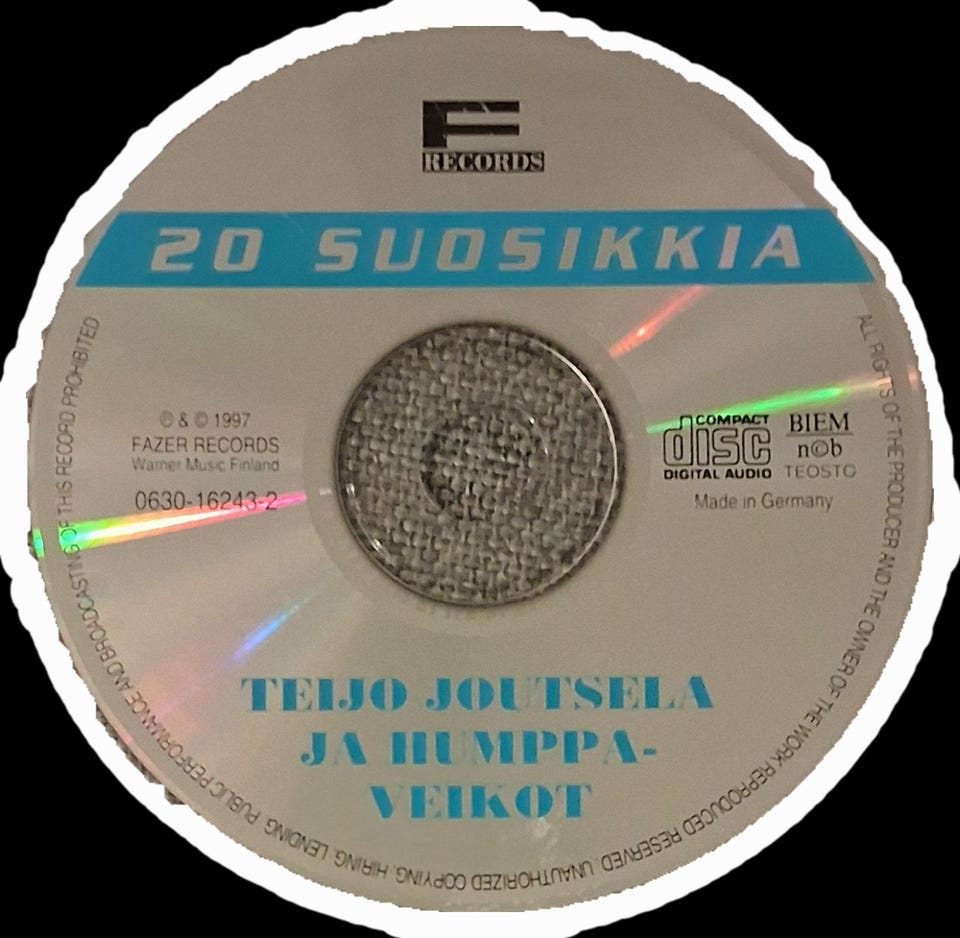 F
RECORDS
20 SUOSIKKIA
℗ & © 1997
FAZER RECORDS
Warner Music Finland
0630-16243-2
COMPACT
disc
DIGITAL AUDIO
BIEM
n©b
TEOSTO
Made in Germany
TEIJO JOUTSELA
JA HUMPPA-
VEIKOT
ALL RIGHTS OF THE PRODUCER AND THE OWNER OF THE WORK REPRODUCED RESERVED. UNAUTHORIZED COPYING, HIRING, LENDING, PUBLIC PERFORMANCE AND BROADCASTING OF THIS RECORD PROHIBITED